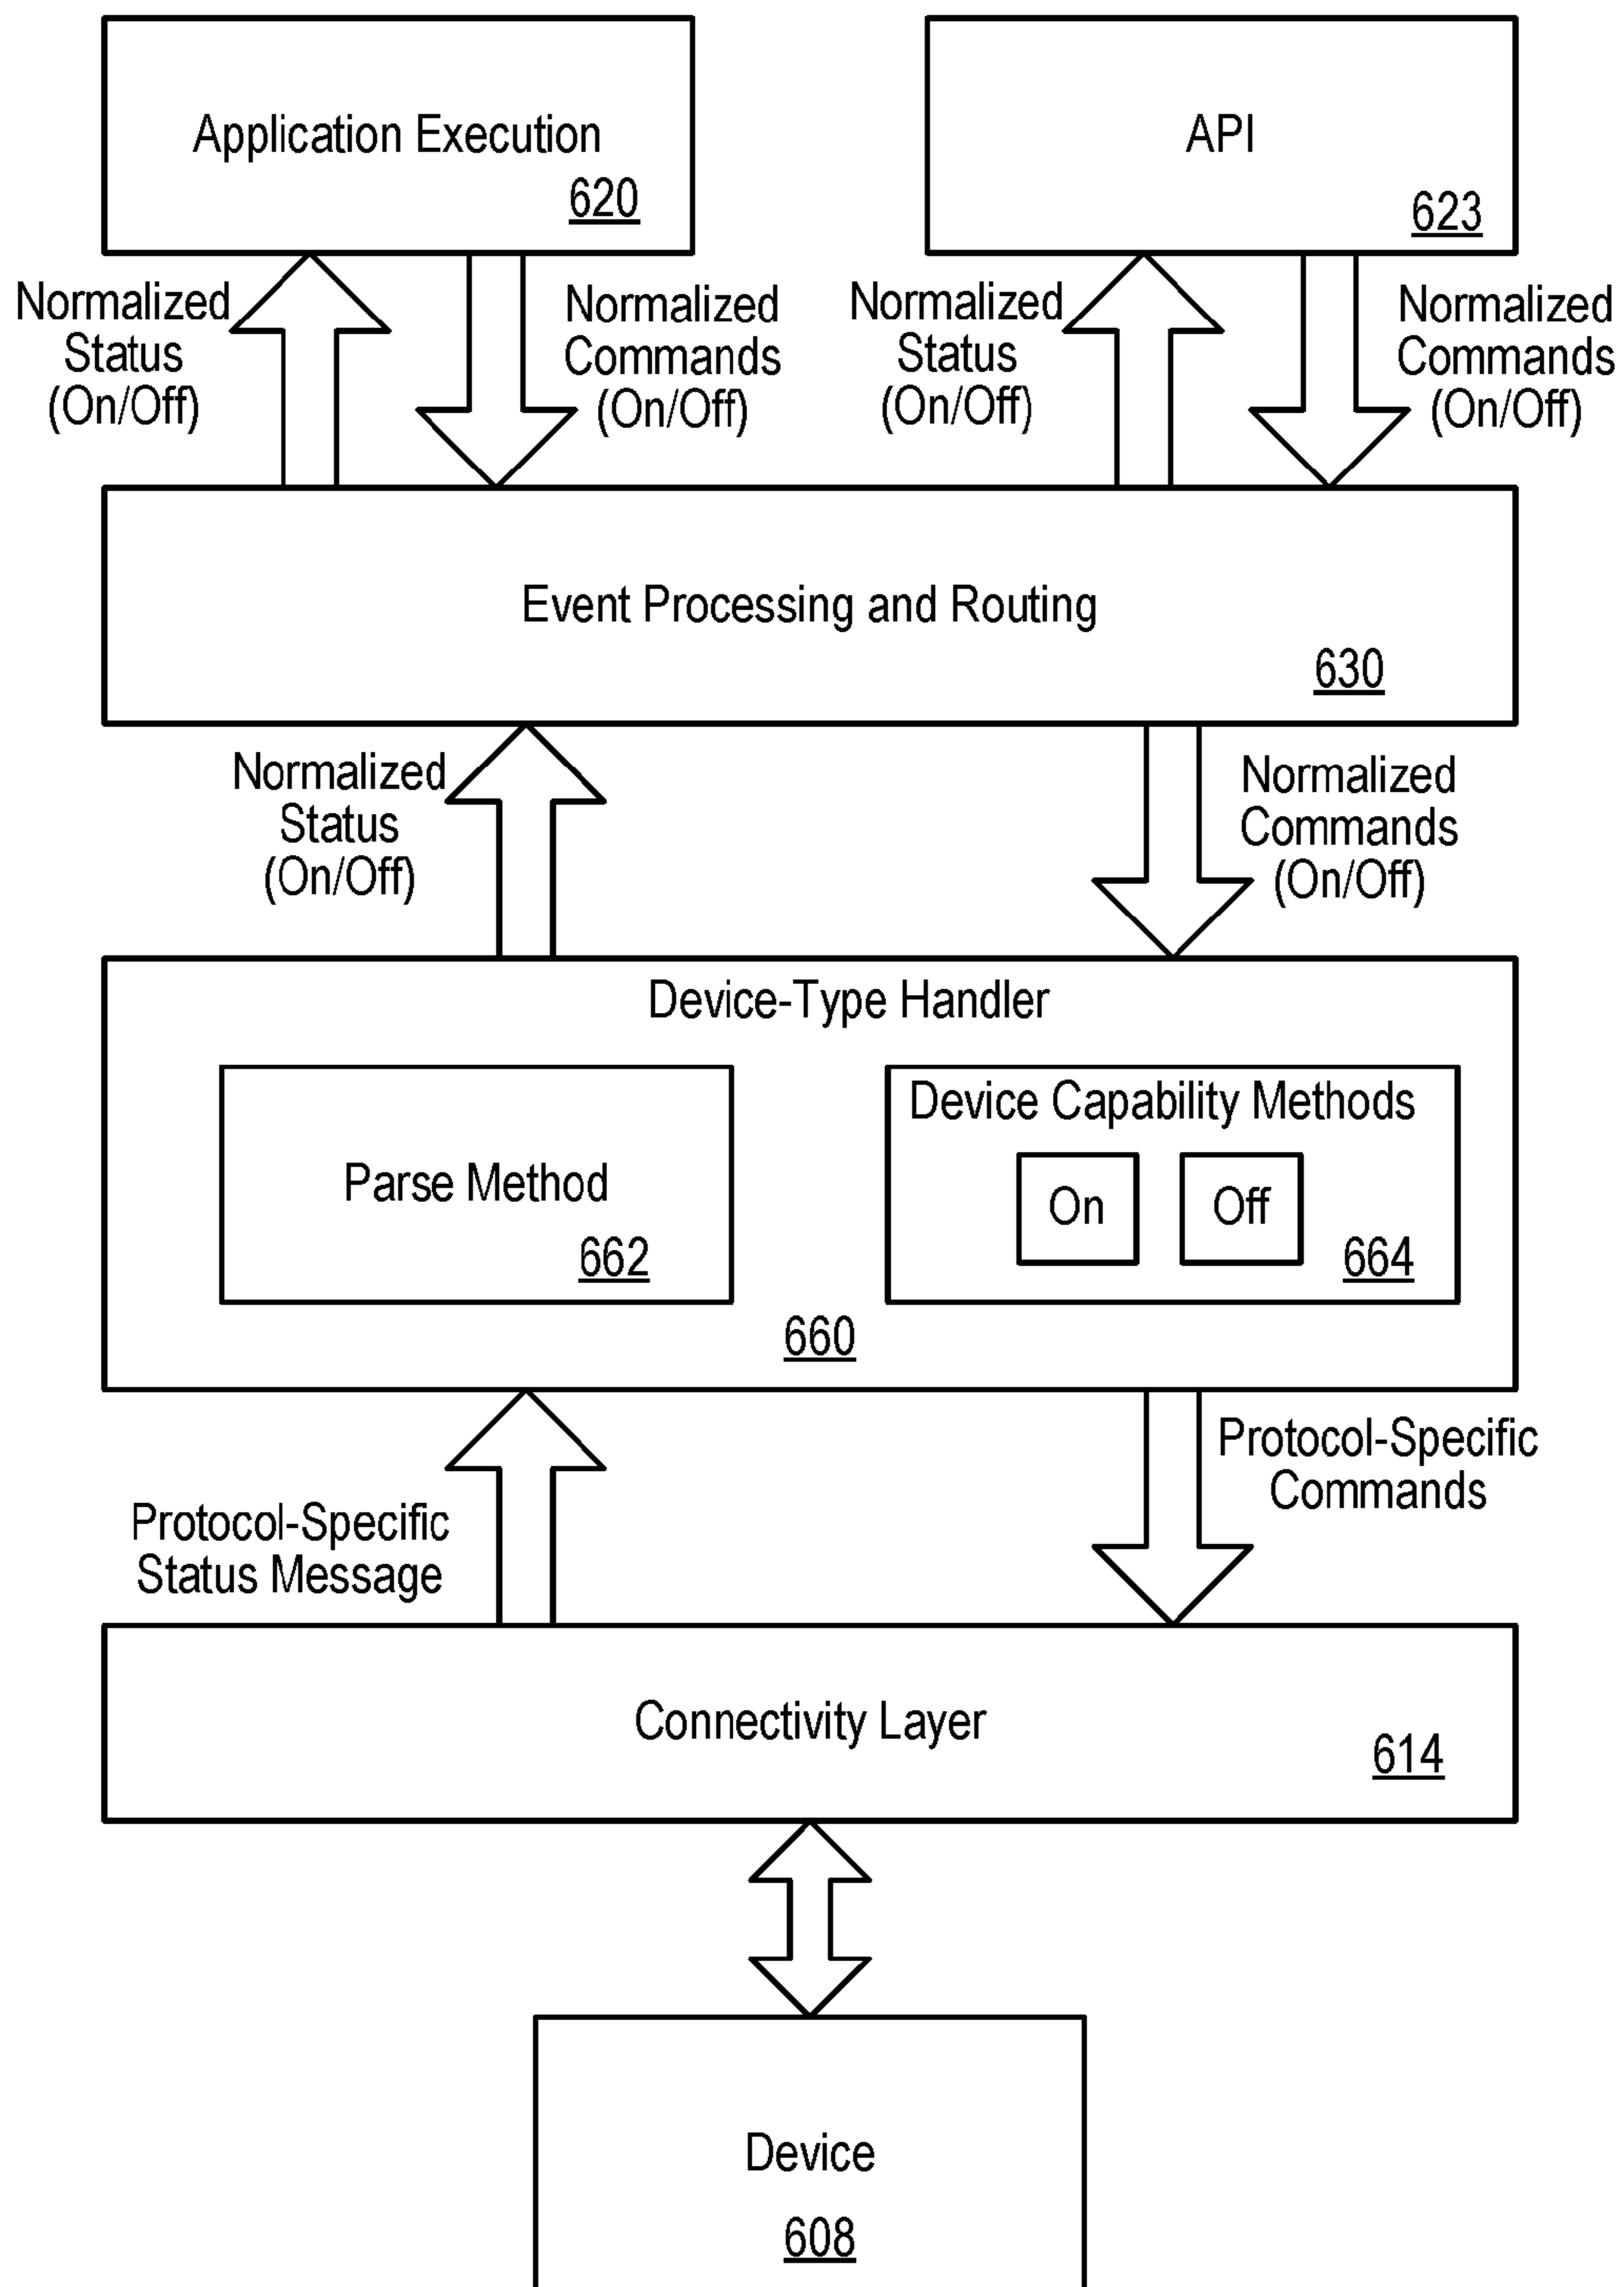 Application Execution
620
API
623
Normalized
Status
(On/Off)
Normalized
Commands
(On/Off)
Normalized
Status
(On/Off)
Normalized
Commands
(On/Off)
Event Processing and Routing
630
Normalized
Status
(On/Off)
Normalized
Commands
(On/Off)
Device-Type Handler
Parse Method
662
Device Capability Methods
On
Off
664
660
Protocol-Specific
Status Message
Protocol-Specific
Commands
Connectivity Layer
614
Device
608